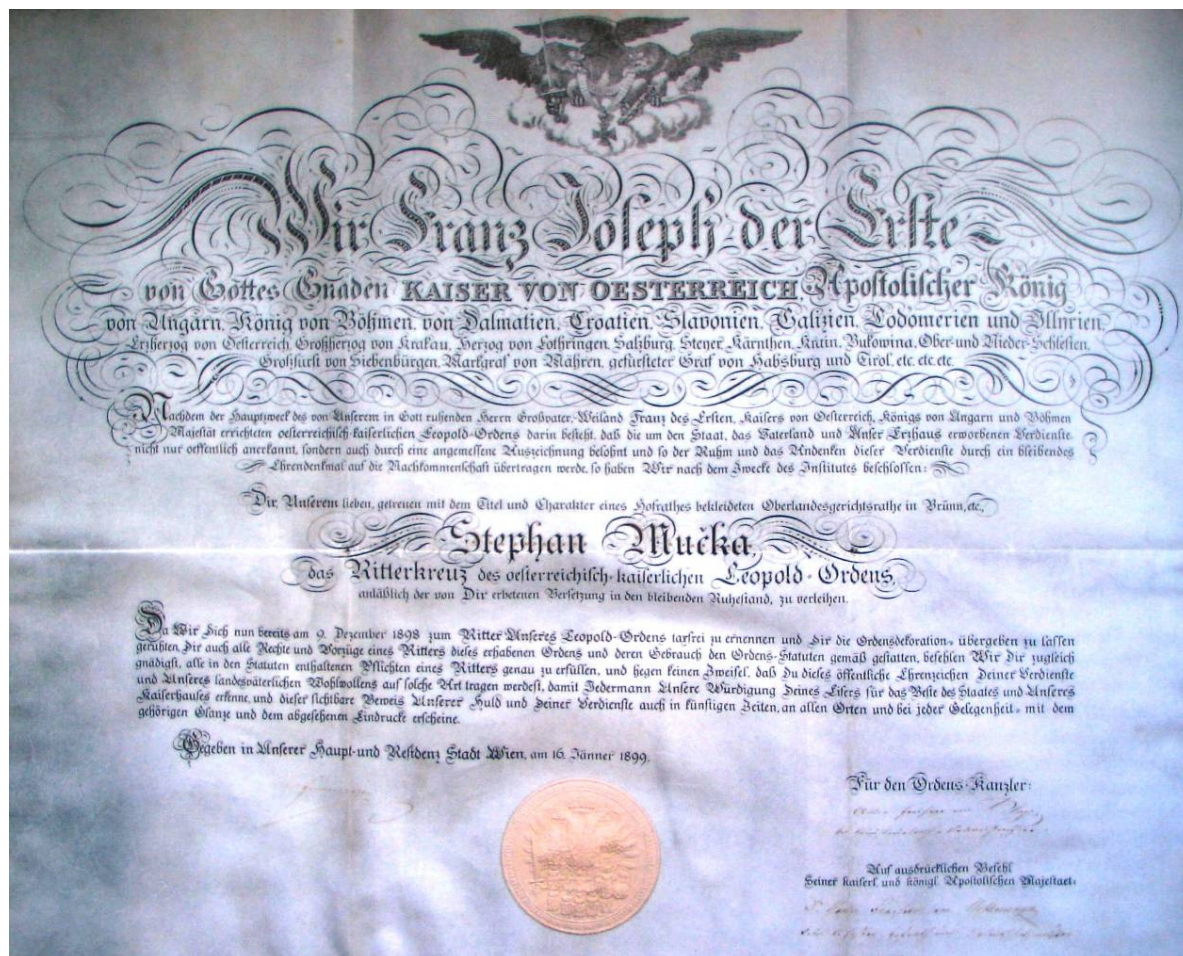 Wir Franz Joseph der Erste
von Gottes Gnaden KAISER VON OESTERREICH, Apostolischer König
von Ungarn, König von Böhmen, von Dalmatien, Croatien, Slavonien, Galizien, Lodomerien und Illyrien,
Erzherzog von Oesterreich, Großherzog von Krakau, Herzog von Lothringen, Salzburg, Steyer, Kärnthen, Krain, Bukowina, Ober- und Nieder-Schlesien,
Großfürst von Siebenbürgen, Markgraf von Mähren, gefürsteter Graf von Habsburg und Tirol, etc. etc. etc.
Nachdem der Hauptzweck des von Unserem in Gott ruhenden Herrn Großvater, Weiland Franz des Ersten, Kaisers von Oesterreich, Königs von Ungarn und Böhmen
Majestät errichteten oesterreichisch-kaiserlichen Leopold-Ordens darin besteht, daß die um den Staat, das Vaterland und Unser Erzhaus erworbenen Verdienste
nicht nur oeffentlich anerkannt, sondern auch durch eine angemessene Auszeichnung belohnt und so der Ruhm und das Andenken dieser Verdienste durch ein bleibendes
Ehrendenkmal auf die Nachkommenschaft übertragen werde, so haben Wir nach dem Zwecke des Institutes beschlossen:
Dir, Unserem lieben, getreuen mit dem Titel und Charakter eines Hofrathes bekleideten Oberlandesgerichtsrathe in Brünn, etc.,
Stephan Mučka,
das Ritterkreuz des oesterreichisch-kaiserlichen Leopold-Ordens,
anläßlich der von Dir erbetenen Versetzung in den bleibenden Ruhestand, zu verleihen.
Da Wir Dich nun bereits am 9. Dezember 1898 zum Ritter Unseres Leopold-Ordens taxfrei zu ernennen und Dir die Ordensdekoration übergeben zu lassen
geruhten, Dir auch alle Rechte und Vorzüge eines Ritters dieses erhabenen Ordens und deren Gebrauch den Ordens-Statuten gemäß gestatten, befehlen Wir Dir zugleich
gnädigst, alle in den Statuten enthaltenen Pflichten eines Ritters genau zu erfüllen, und hegen keinen Zweifel, daß Du dieses öffentliche Ehrenzeichen Deiner Verdienste
und Unseres landesväterlichen Wohlwollens auf solche Art tragen werdest, damit Jedermann Unsere Würdigung Deines Eifers für das Beste des Staates und Unseres
Kaiserhauses erkenne, und dieser sichtbare Beweis Unserer Huld und Deiner Verdienste auch in künftigen Zeiten, an allen Orten und bei jeder Gelegenheit mit dem
gehörigen Glanze und dem abgesehenen Eindrucke erscheine.
Gegeben in Unserer Haupt- und Residenz Stadt Wien, am 16. Jänner 1899.
Für den Ordens-Kanzler:
Auf ausdrücklichen Befehl
Seiner kaiserl. und königl. Apostolischen Majestaet: